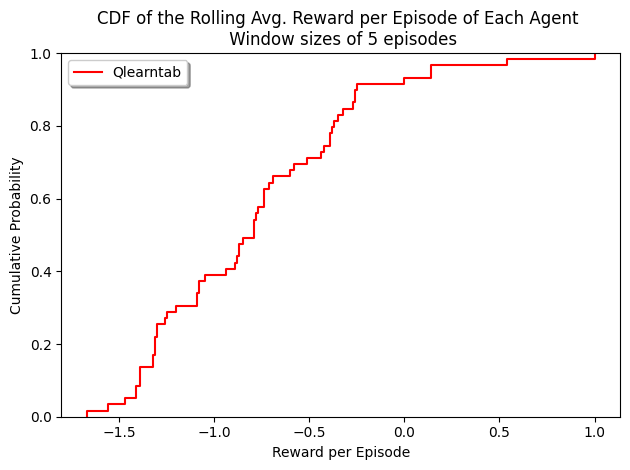 CDF of the Rolling Avg. Reward per Episode of Each Agent
Window sizes of 5 episodes
Qlearntab
1.0
0.8
0.6
0.4
0.2
0.0
Cumulative Probability
−1.5
−1.0
−0.5
0.0
0.5
1.0
Reward per Episode